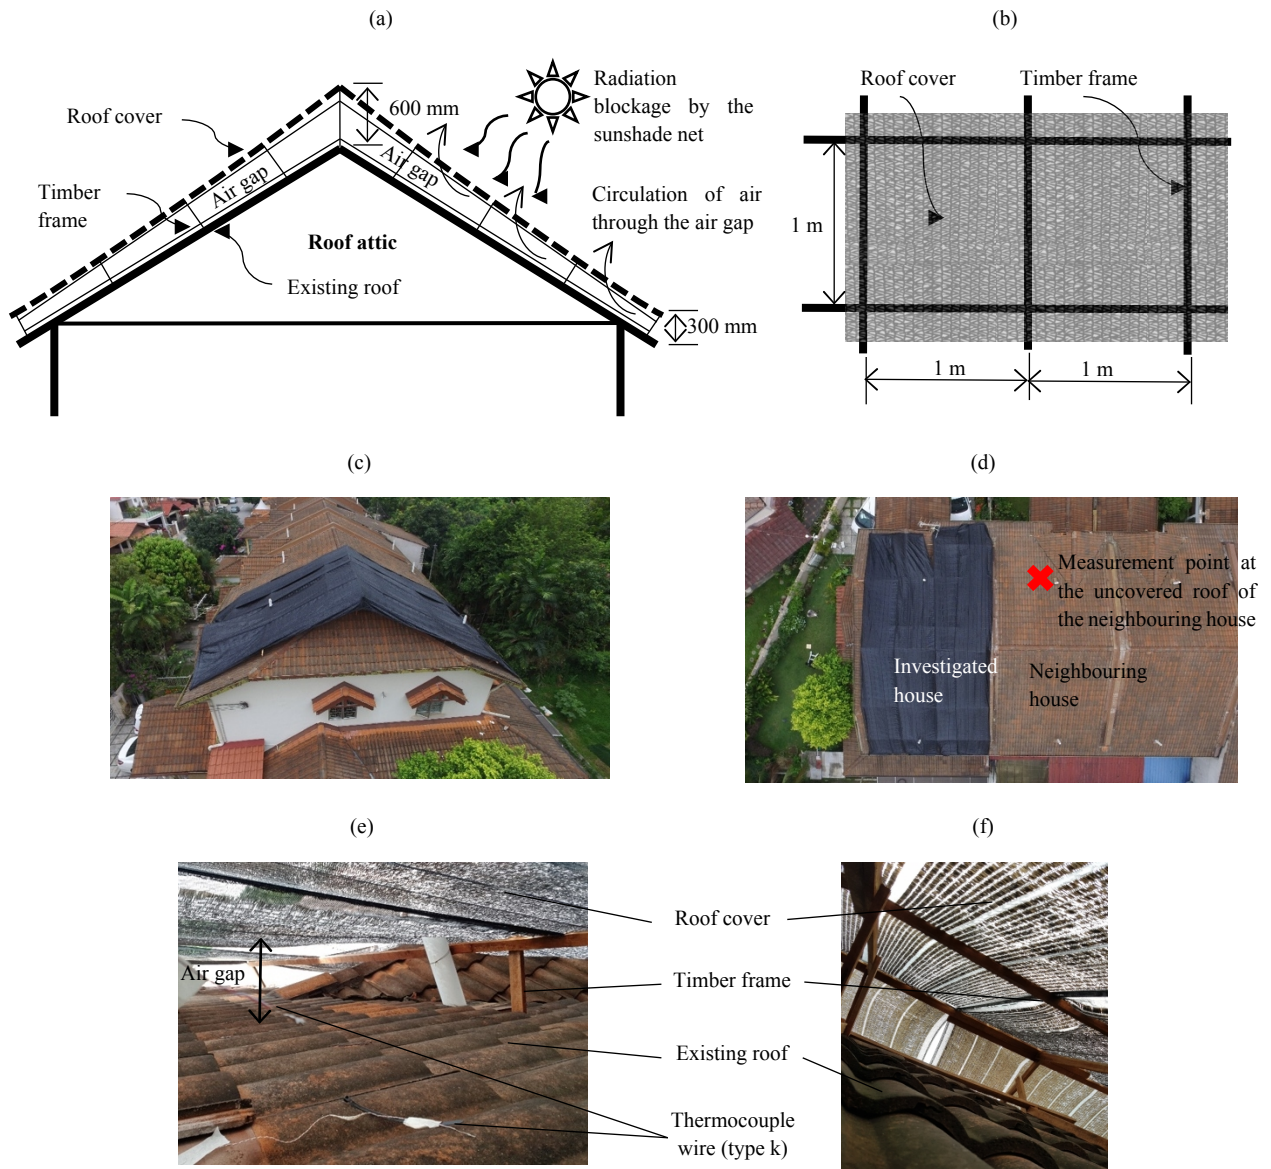 (a)
Roof cover
Timber
frame
Air gap
600 mm
Air gap
Radiation
blockage by the
sunshade net
Circulation of air
through the air gap
Roof attic
Existing roof
300 mm
(b)
Roof cover
Timber frame
1 m
1 m
1 m
(c)
(d)
Measurement point at
the uncovered roof of
the neighbouring house
Investigated
house
Neighbouring
house
(e)
(f)
Air gap
Roof cover
Timber frame
Existing roof
Thermocouple
wire (type k)